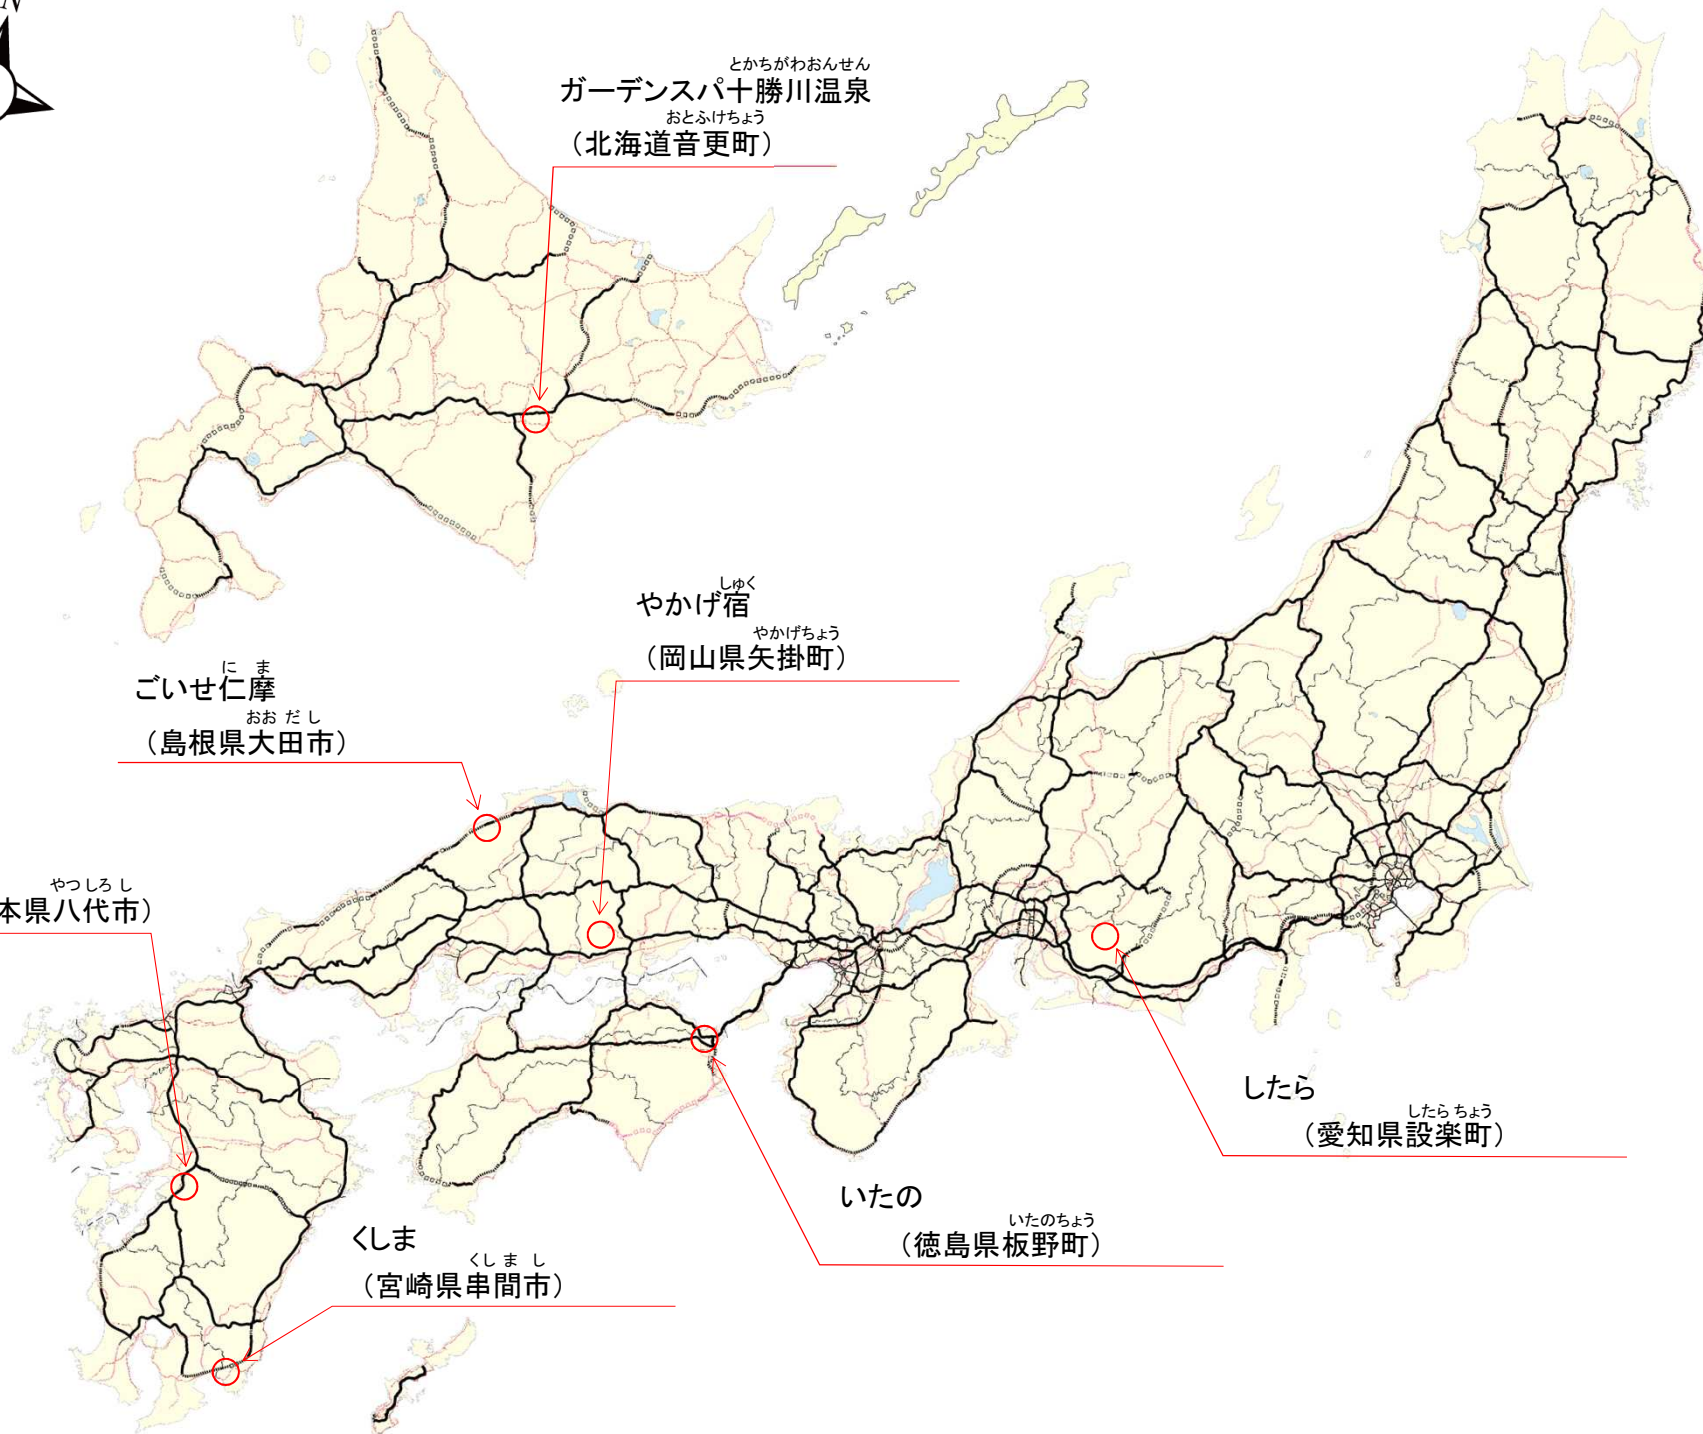 N
とかちがわおんせん
ガーデンスパ十勝川温泉
おとふけちょう
（北海道音更町）
しゅく
やかげ宿
やかげちょう
（岡山県矢掛町）
に ま
ごいせ仁摩
おお だ し
（島根県大田市）
やつしろ し
本県八代市）
したら
したら ちょう
（愛知県設楽町）
いたの
いたのちょう
（徳島県板野町）
くしま
くし ま し
（宮崎県串間市）